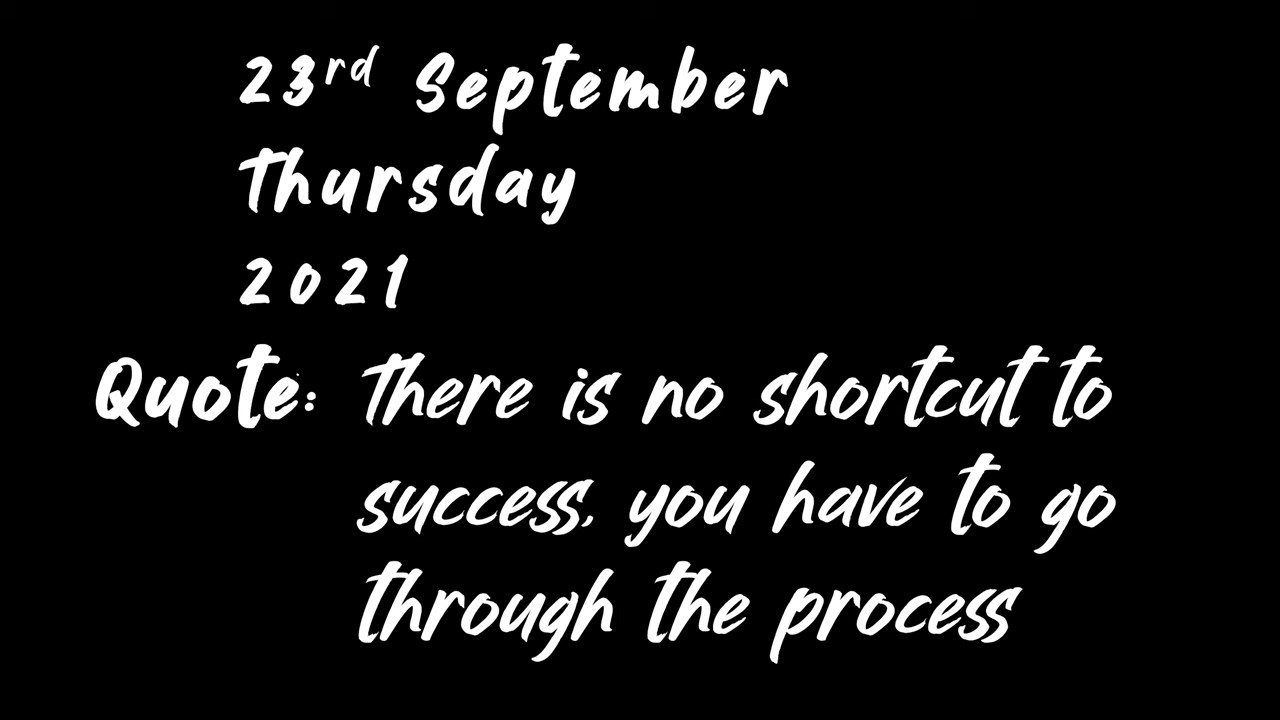 23rd September
Thursday
2021
Quote: There is no shortcut to
success, you have to go
through the process